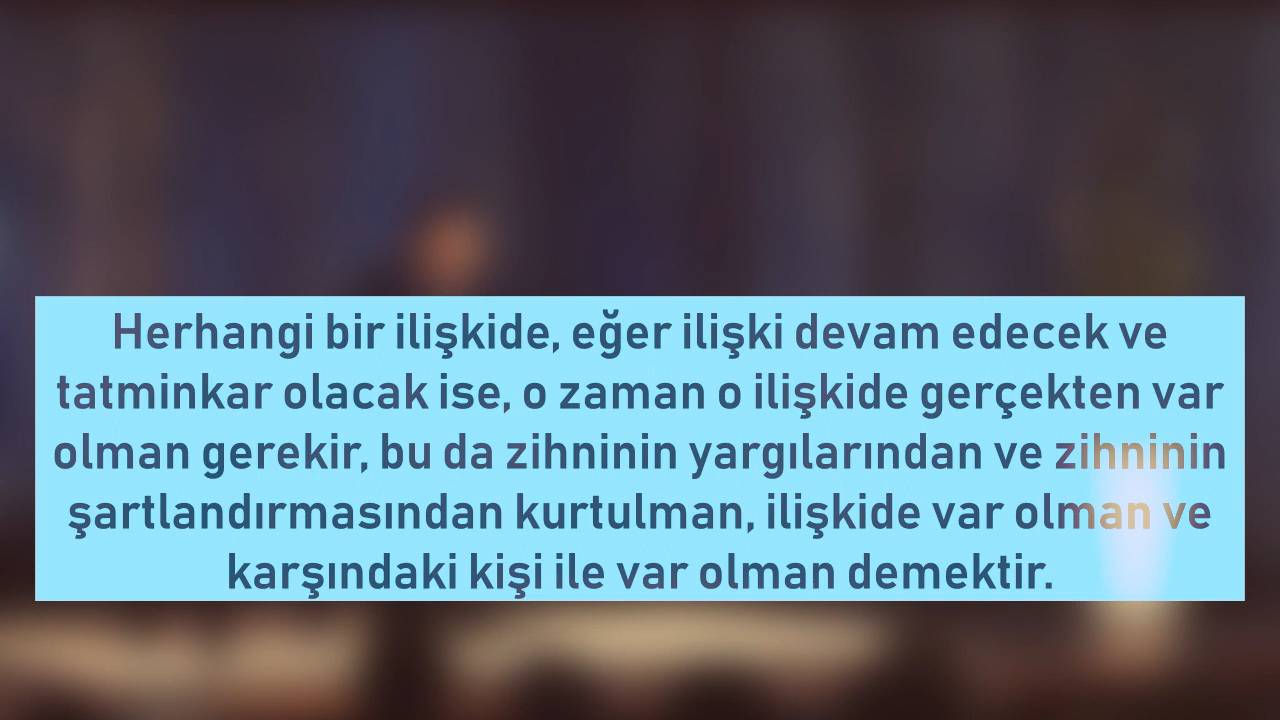 Herhangi bir ilişkide, eğer ilişki devam edecek ve
tatminkar olacak ise, o zaman o ilişkide gerçekten var
olman gerekir, bu da zihninin yargılarından ve zihninin
şartlandırmasından kurtulman, ilişkide var olman ve
karşındaki kişi ile var olman demektir.